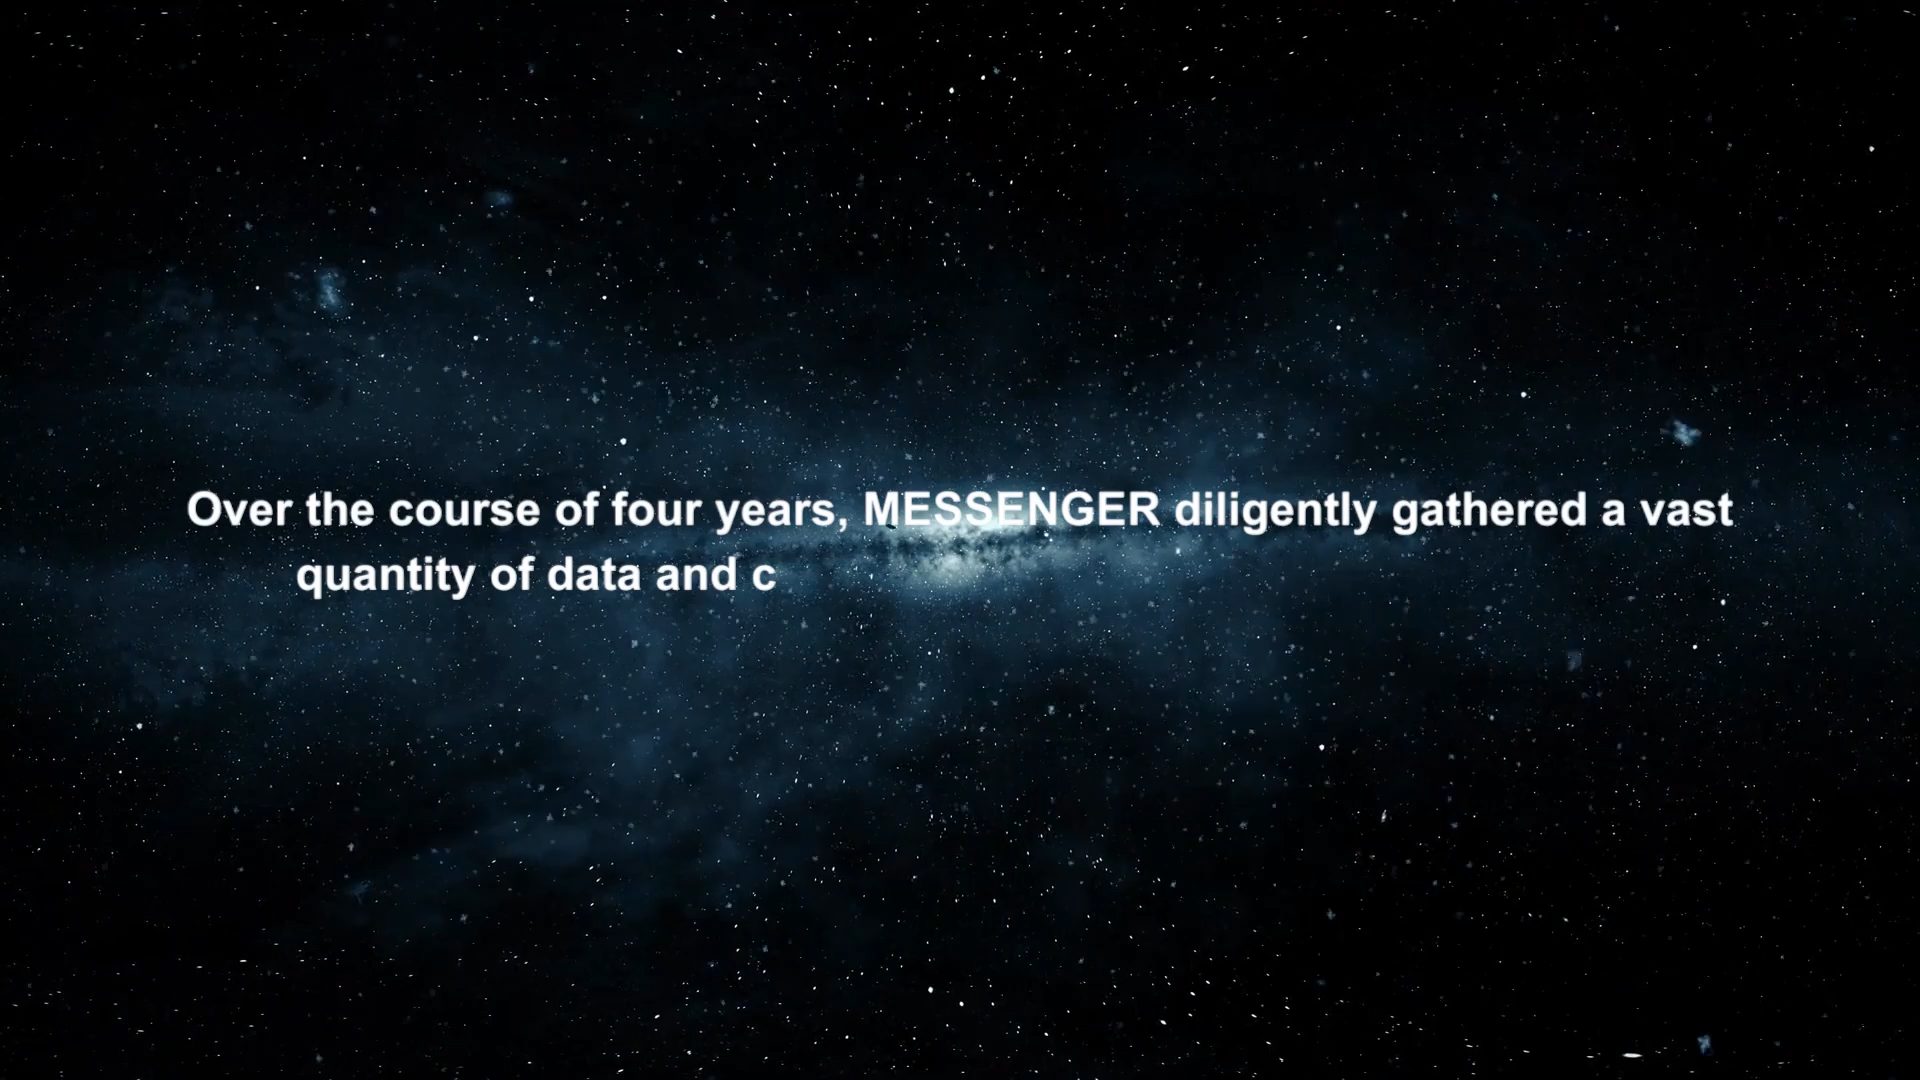 Over the course of four years, MESSENGER diligently gathered a vast
quantity of data and c